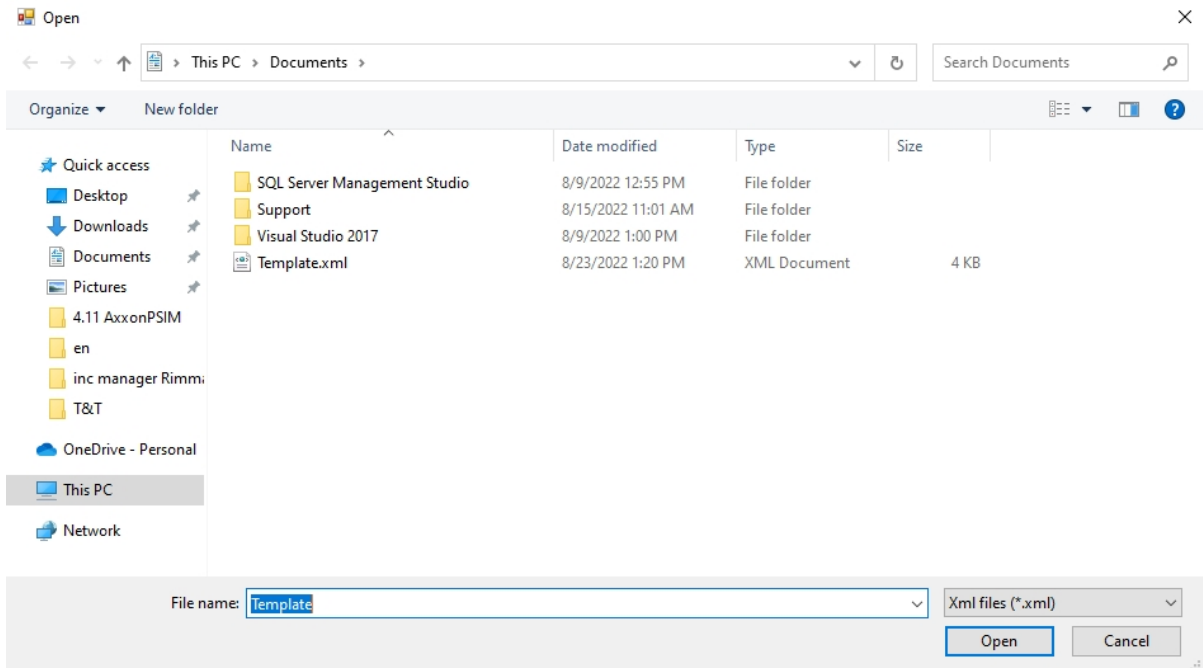 Open
This PC > Documents >
Search Documents
Organize
New folder
?
Name
Date modified
Type
Size
Quick access
Desktop
Downloads
Documents
Pictures
4.11 AxxonPSIM
en
inc manager Rimm
T&T
OneDrive - Personal
This PC
Network
SQL Server Management Studio 8/9/2022 12:55 PM File folder
Support 8/15/2022 11:01 AM File folder
Visual Studio 2017 8/9/2022 1:00 PM File folder
Template.xml 8/23/2022 1:20 PM XML Document 4 KB
File name: Template
Xml files (*.xml)
Open
Cancel